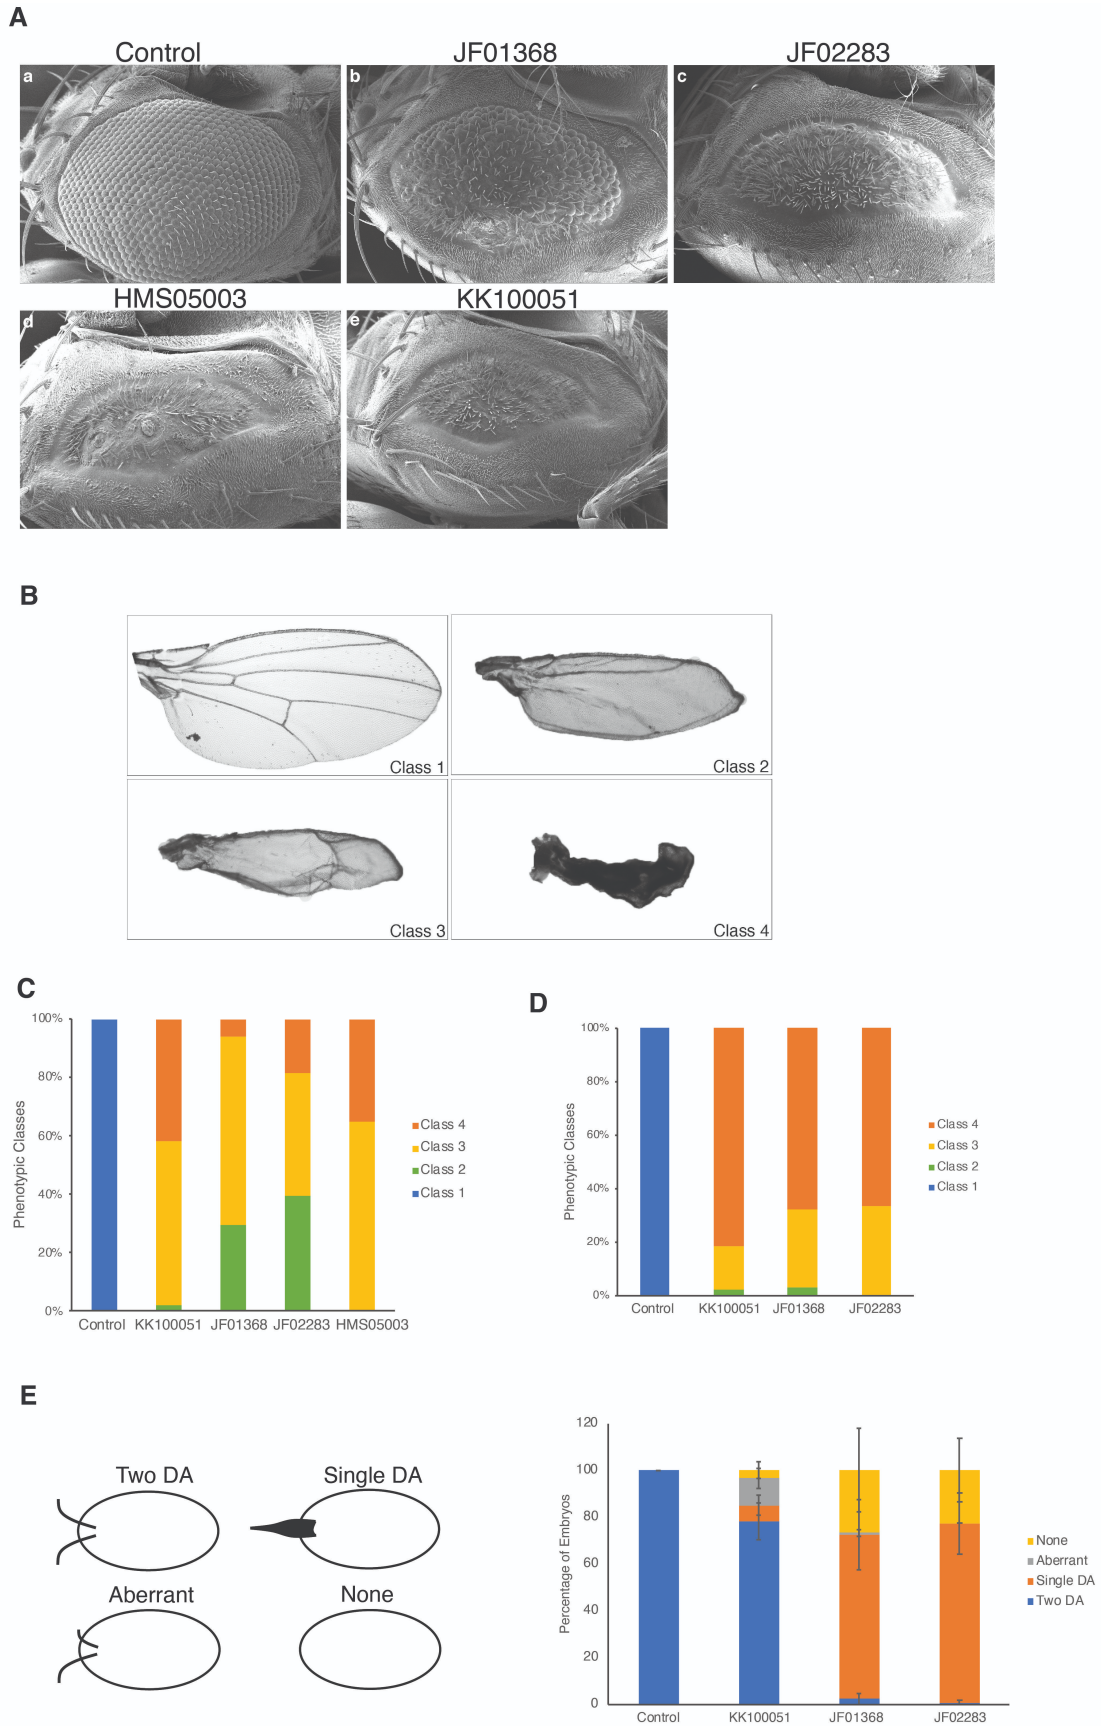 A
Control
JF01368
JF02283
a
b
c
HMS05003
KK100051
d
e
B
Class 1
Class 2
Class 3
Class 4
C
100%
80%
60%
40%
20%
0%
Phenotypic Classes
Control KK100051 JF01368 JF02283 HMS05003
Class 4
Class 3
Class 2
Class 1
D
100%
80%
60%
40%
20%
0%
Phenotypic Classes
Control KK100051 JF01368 JF02283
Class 4
Class 3
Class 2
Class 1
E
Two DA
Single DA
Aberrant
None
120
100
80
60
40
20
0
Percentage of Embryos
Control KK100051 JF01368 JF02283
None
Aberrant
Single DA
Two DA